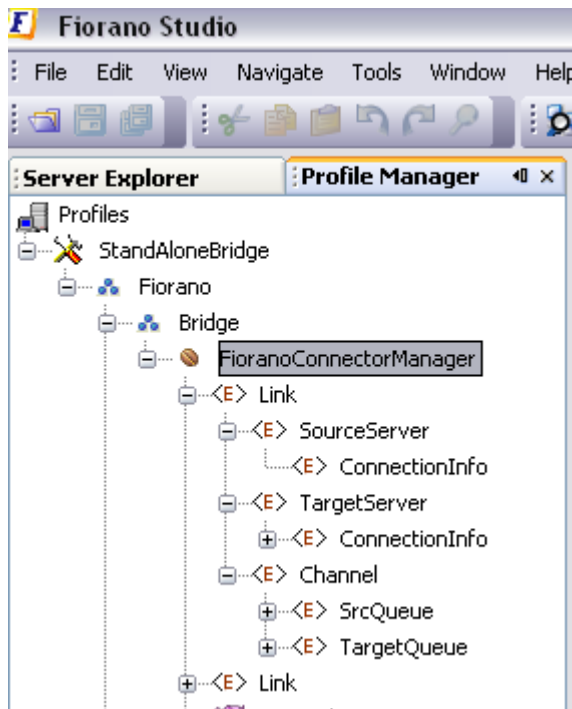 Fiorano Studio
File Edit View Navigate Tools Window Help
Server Explorer Profile Manager
Profiles
StandAloneBridge
Fiorano
Bridge
FioranoConnectorManager
<E> Link
<E> SourceServer
<E> ConnectionInfo
<E> TargetServer
<E> ConnectionInfo
<E> Channel
<E> SrcQueue
<E> TargetQueue
<E> Link